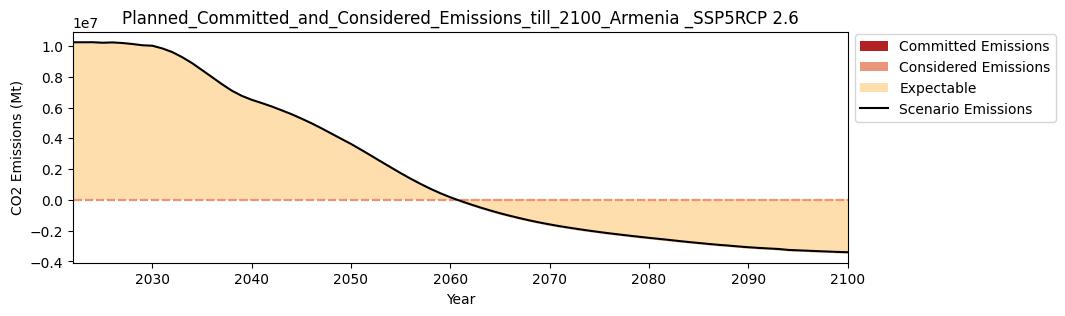 Planned_Committed_and_Considered_Emissions_till_2100_Armenia _SSP5RCP 2.6
1e7
1.0
0.8
0.6
0.4
0.2
0.0
−0.2
−0.4
CO2 Emissions (Mt)
2030 2040 2050 2060 2070 2080 2090 2100
Year
Committed Emissions
Considered Emissions
Expectable
Scenario Emissions